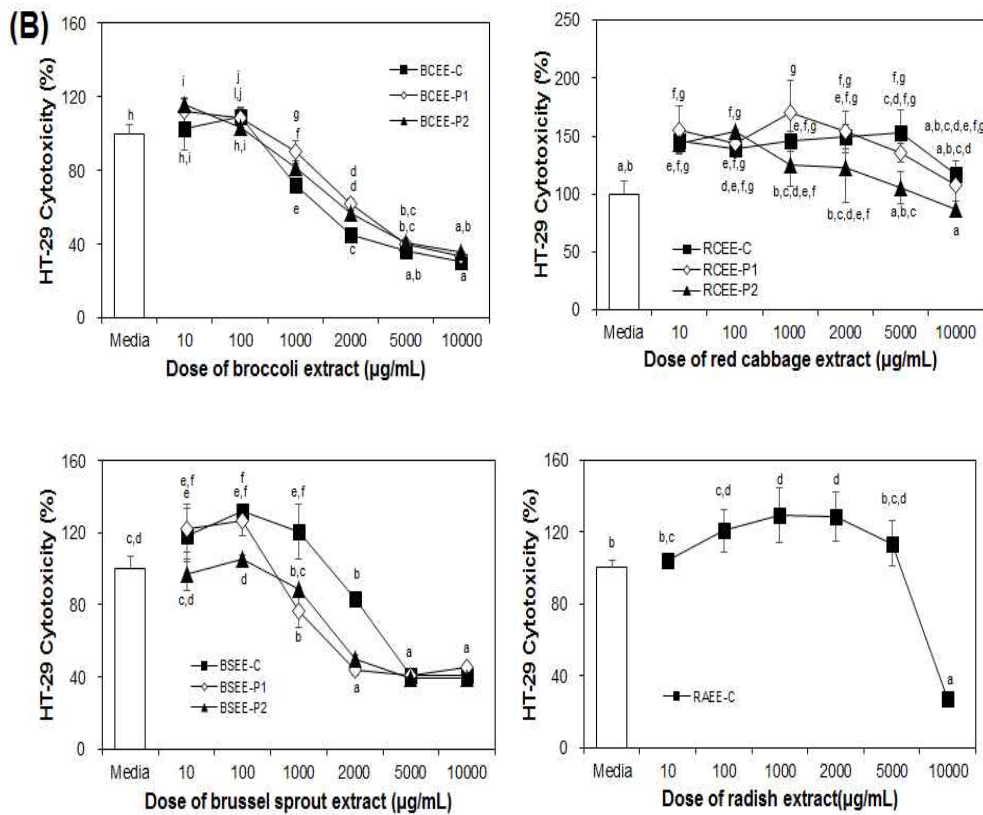 (B)
HT-29 Cytotoxicity (%)
160
120
80
40
0
h
i
h,i
j
l,j
h,i
g
f
e
d
d
c
b,c
b,c
a,b
a,b
a
BCEE-C
BCEE-P1
BCEE-P2
Media 10 100 1000 2000 5000 10000
Dose of broccoli extract (µg/mL)
HT-29 Cytotoxicity (%)
250
200
150
100
50
0
a,b
f,g
e,f,g
f,g
e,f,g
d,e,f,g
g
e,f,g
b,c,d,e,f
f,g
e,f,g
b,c,d,e,f
f,g
c,d,f,g
a,b,c
a,b,c,d,e,f,g
a,b,c,d
a
RCEE-C
RCEE-P1
RCEE-P2
Media 10 100 1000 2000 5000 10000
Dose of red cabbage extract (µg/mL)
HT-29 Cytotoxicity (%)
160
120
80
40
0
c,d
e,f
e
c,d
f
e,f
d
e,f
b,c
b
b
a
a
a
BSEE-C
BSEE-P1
BSEE-P2
Media 10 100 1000 2000 5000 10000
Dose of brussel sprout extract (µg/mL)
HT-29 Cytotoxicity (%)
160
120
80
40
0
b
b,c
c,d
d
d
b,c,d
a
RAEE-C
Media 10 100 1000 2000 5000 10000
Dose of radish extract(µg/mL)